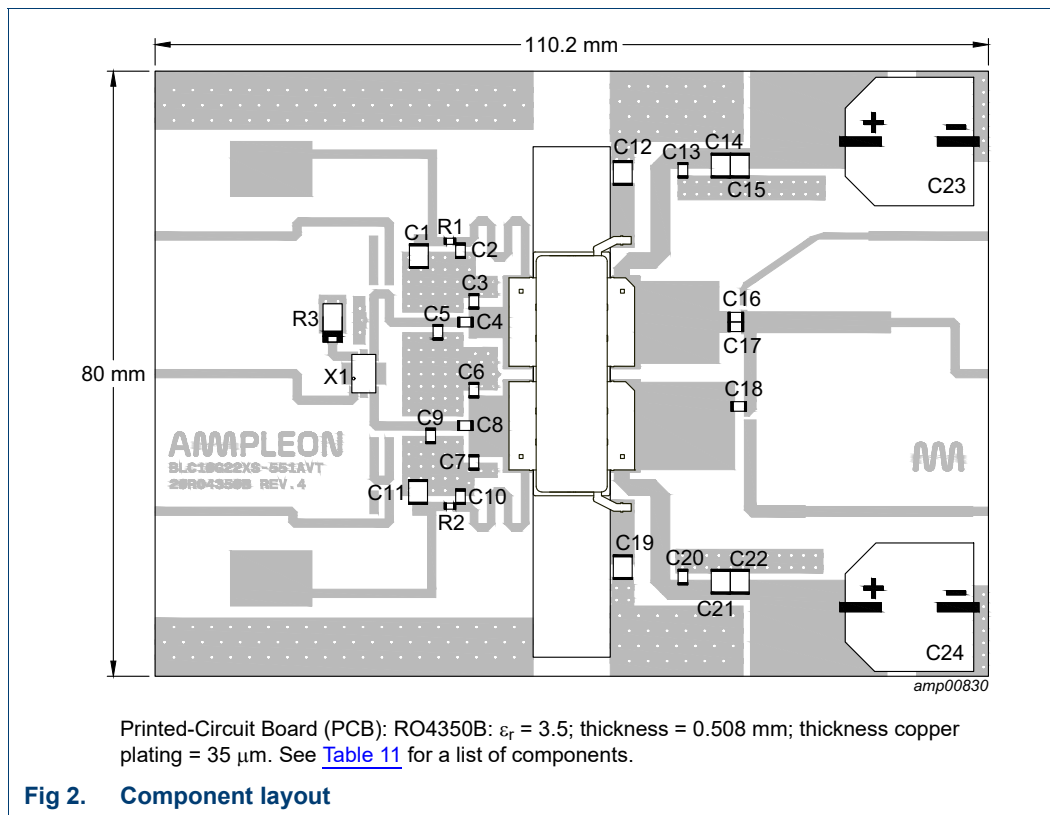 110.2 mm
80 mm
C12
C13
C14
C15
C23
C1
R1
C2
C3
C4
C5
R3
X1
C6
C16
C17
C18
C9
C8
C7
C11
C10
R2
AMPLEON
BLC10G22XS-551AVT
20RO4350B REV.4
C19
C20
C22
C21
C24
amp00830
Printed-Circuit Board (PCB): RO4350B: εr = 3.5; thickness = 0.508 mm; thickness copper
plating = 35 μm. See Table 11 for a list of components.
Fig 2. Component layout